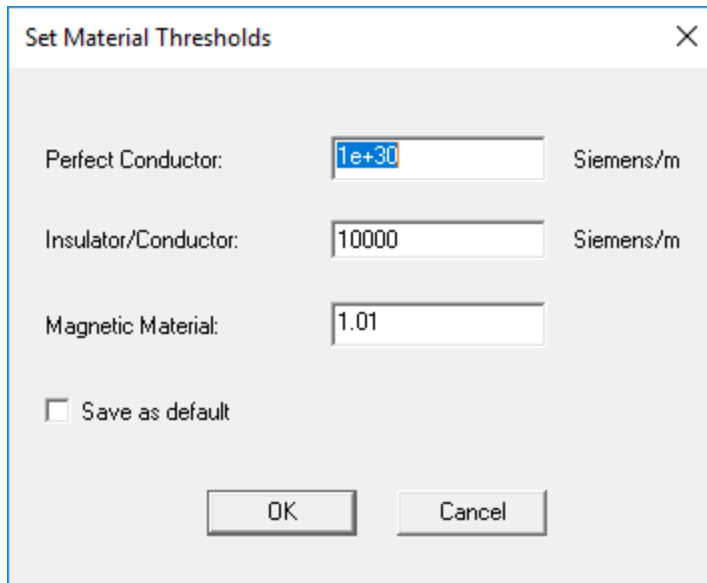 Set Material Thresholds
Perfect Conductor: 1e+30 Siemens/m
Insulator/Conductor: 10000 Siemens/m
Magnetic Material: 1.01
Save as default
OK Cancel